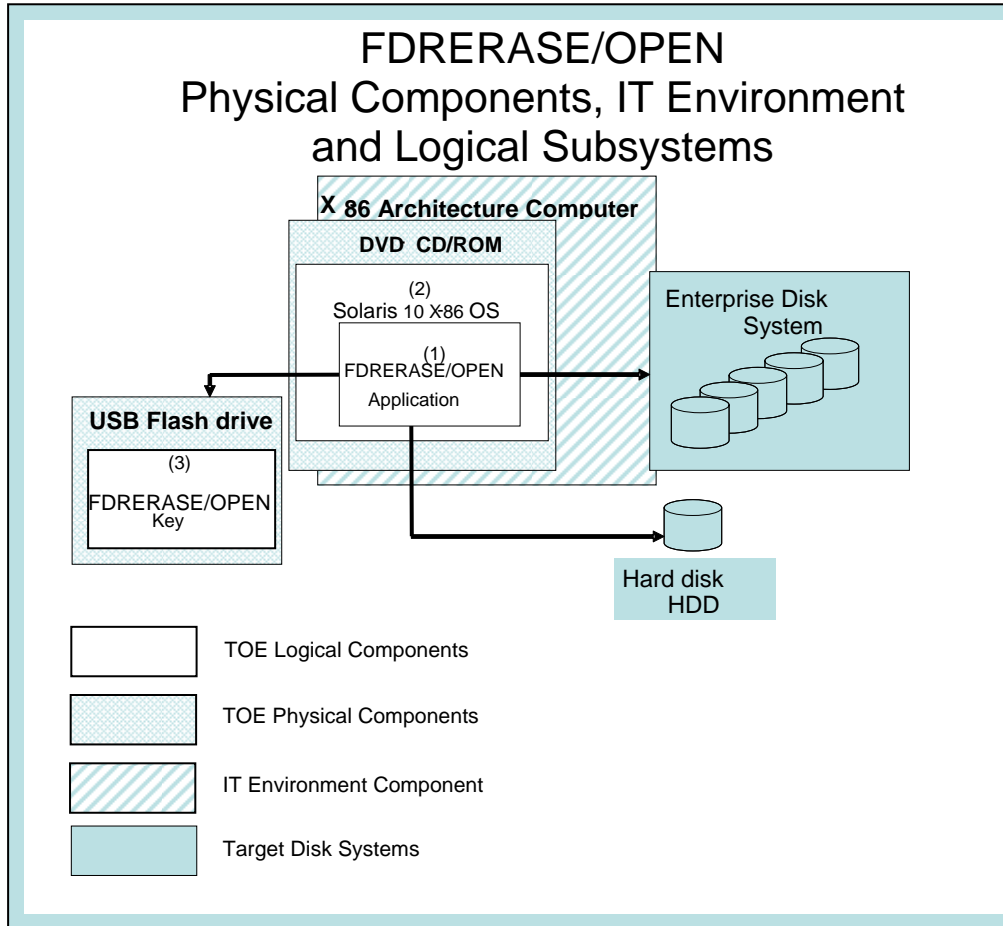 FDRERASE/OPEN
Physical Components, IT Environment
and Logical Subsystems
X 86 Architecture Computer
DVD CD/ROM
(2)
Solaris 10 X-86 OS
(1)
FDRERASE/OPEN
Application
Enterprise Disk
System
USB Flash drive
(3)
FDRERASE/OPEN
Key
Hard disk
HDD
TOE Logical Components
TOE Physical Components
IT Environment Component
Target Disk Systems